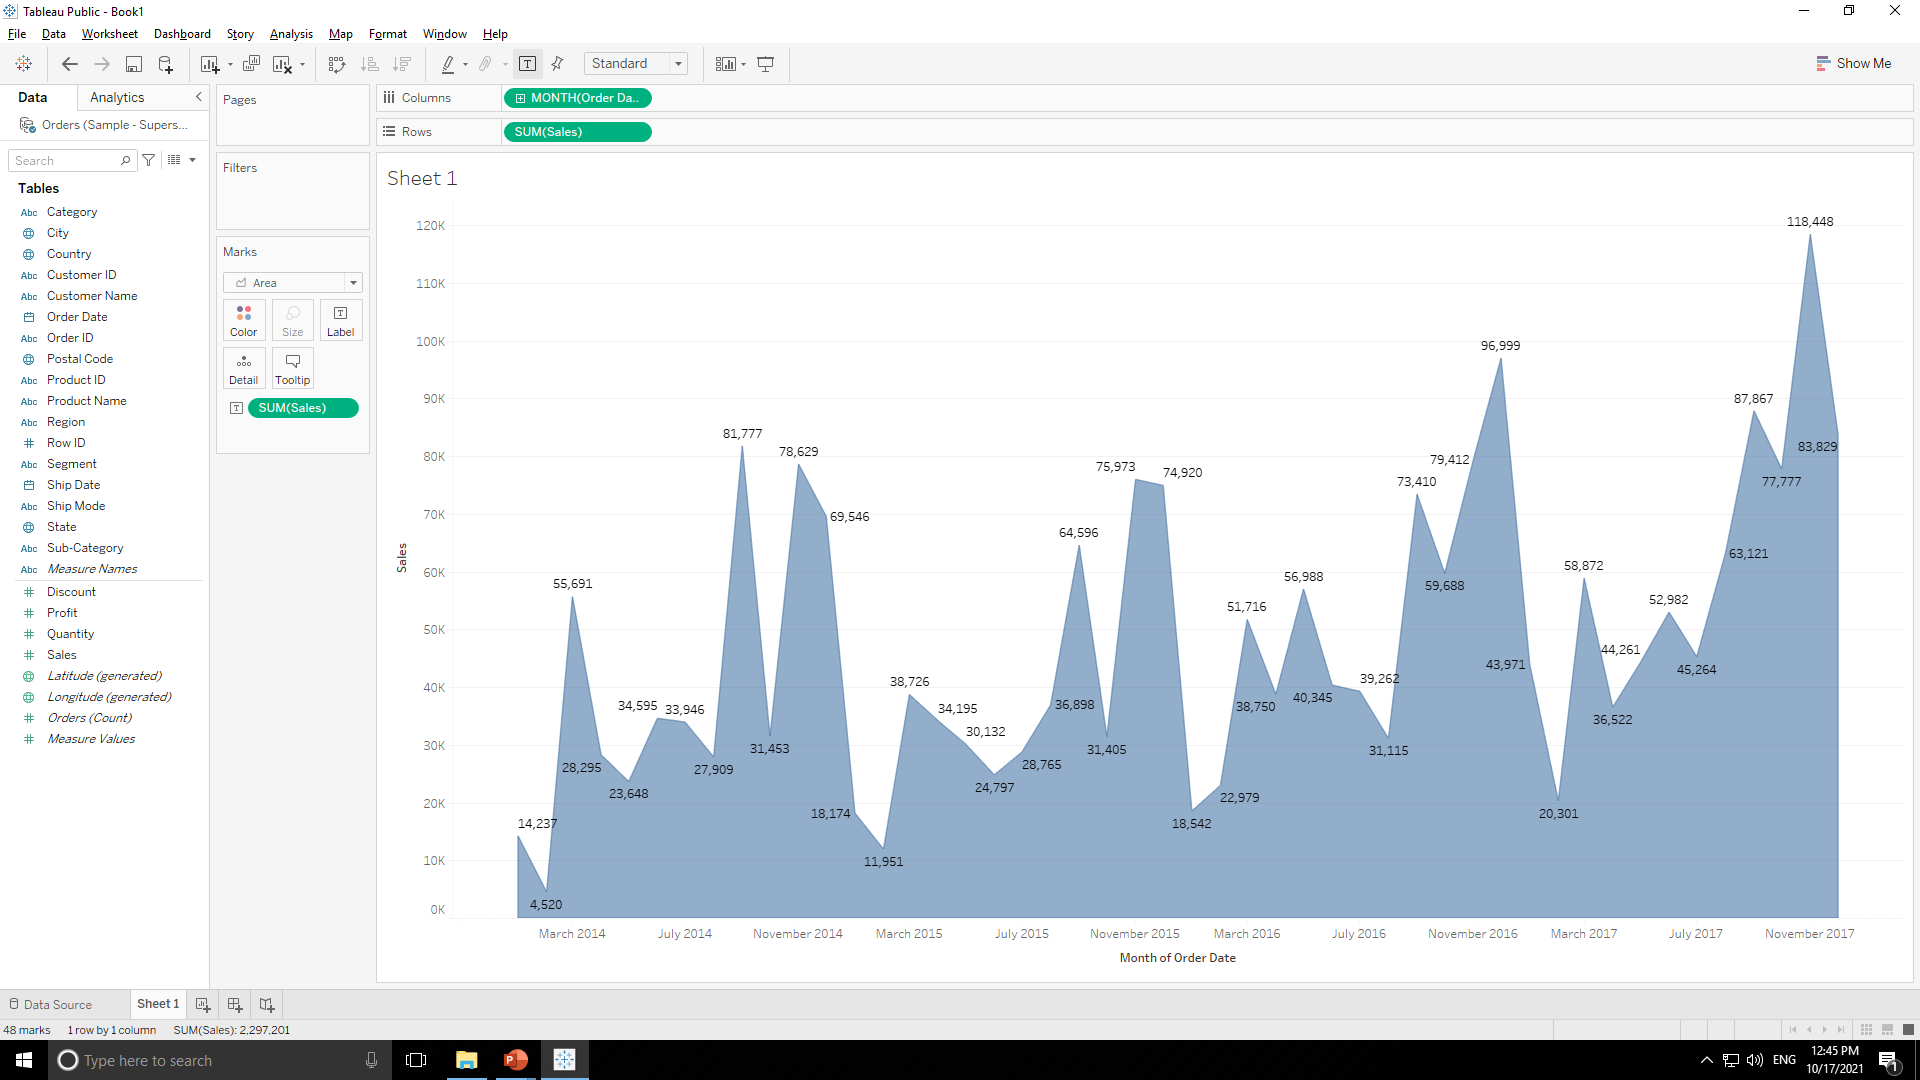 Tableau Public - Book1
File Data Worksheet Dashboard Story Analysis Map Format Window Help
Standard
Show Me
Data Analytics
Orders (Sample - Supers...
Search
Tables
Abc Category
City
Country
Abc Customer ID
Abc Customer Name
Order Date
Abc Order ID
Postal Code
Abc Product ID
Abc Product Name
Abc Region
# Row ID
Abc Segment
Ship Date
Abc Ship Mode
State
Abc Sub-Category
Abc Measure Names
# Discount
# Profit
# Quantity
# Sales
Latitude (generated)
Longitude (generated)
# Orders (Count)
# Measure Values
Pages
Filters
Marks
Area
Color Size Label
Detail Tooltip
SUM(Sales)
Columns MONTH(Order Da..
Rows SUM(Sales)
Sheet 1
Sales
120K
110K
100K
90K
80K
70K
60K
50K
40K
30K
20K
10K
0K
14,237
4,520
55,691
28,295
23,648
34,595
33,946
27,909
81,777
31,453
78,629
69,546
18,174
11,951
38,726
34,195
30,132
24,797
28,765
36,898
64,596
31,405
75,973
74,920
18,542
22,979
51,716
38,750
56,988
40,345
39,262
31,115
73,410
59,688
79,412
96,999
43,971
20,301
58,872
36,522
44,261
52,982
45,264
63,121
87,867
77,777
118,448
83,829
March 2014 July 2014 November 2014 March 2015 July 2015 November 2015 March 2016 July 2016 November 2016 March 2017 July 2017 November 2017
Month of Order Date
Data Source Sheet 1
48 marks 1 row by 1 column SUM(Sales): 2,297,201
Type here to search
P
ENG
12:45 PM
10/17/2021
1